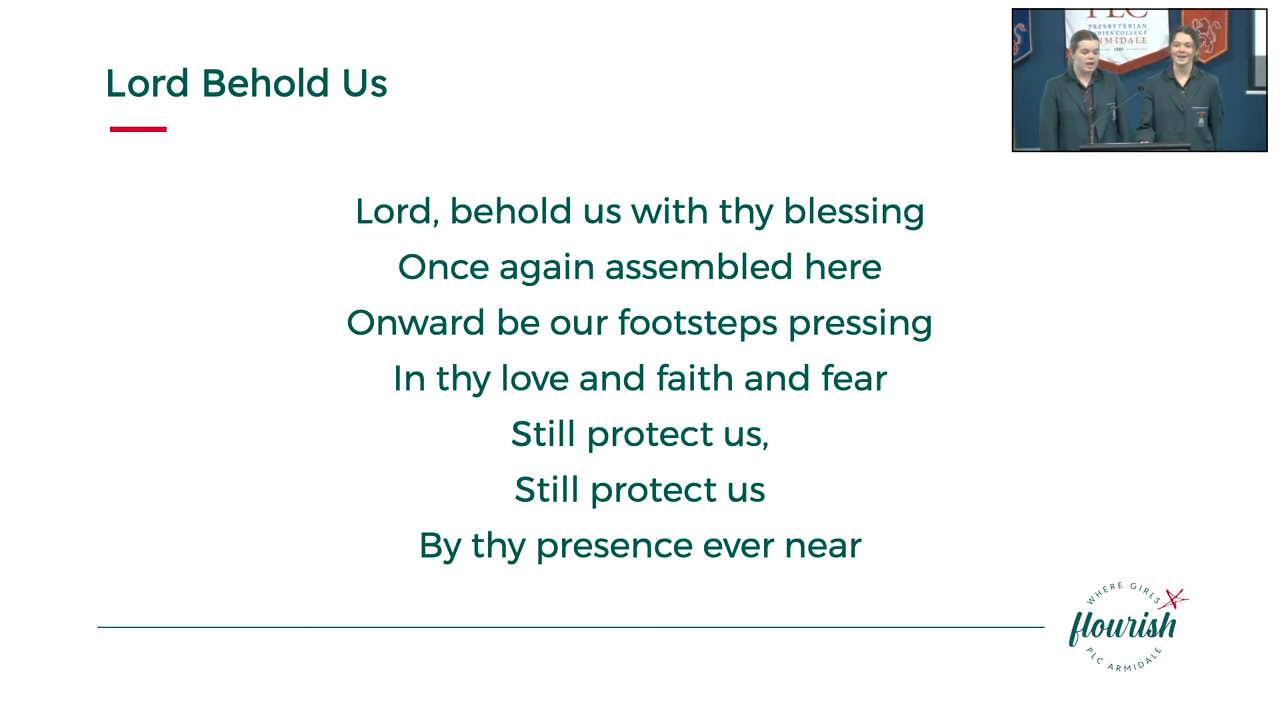 Lord Behold Us
PLC
PRESBYTERIAN
LADIES COLLEGE
ARMIDALE
Lord, behold us with thy blessing
Once again assembled here
Onward be our footsteps pressing
In thy love and faith and fear
Still protect us,
Still protect us
By thy presence ever near
WHERE GIRLS
flourish
PLC ARMIDALE